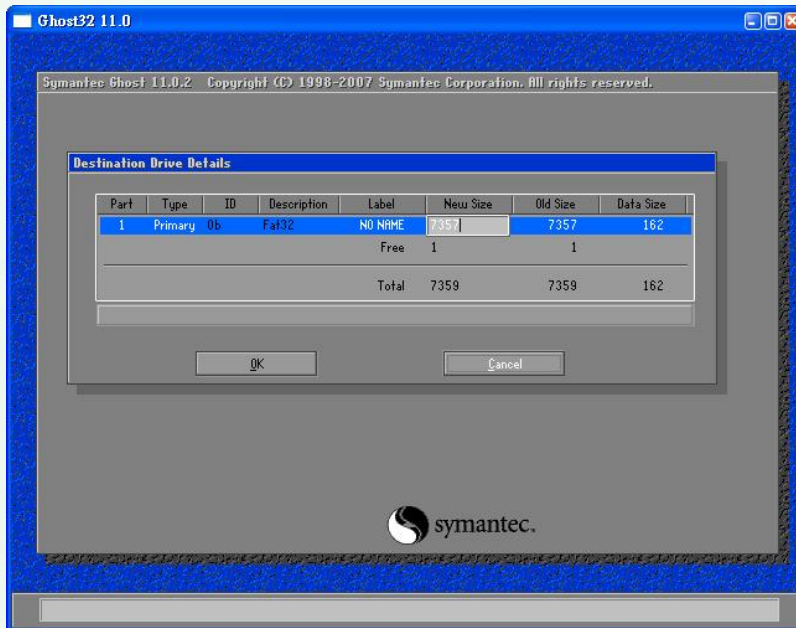 Ghost32 11.0
Symantec Ghost 11.0.2 Copyright (C) 1998-2007 Symantec Corporation. All rights reserved.
Destination Drive Details
Part Type ID Description Label New Size Old Size Data Size
1 Primary 0b Fat32 NO NAME 7357 7357 162
Free 1 1
Total 7359 7359 162
OK Cancel
symantec.